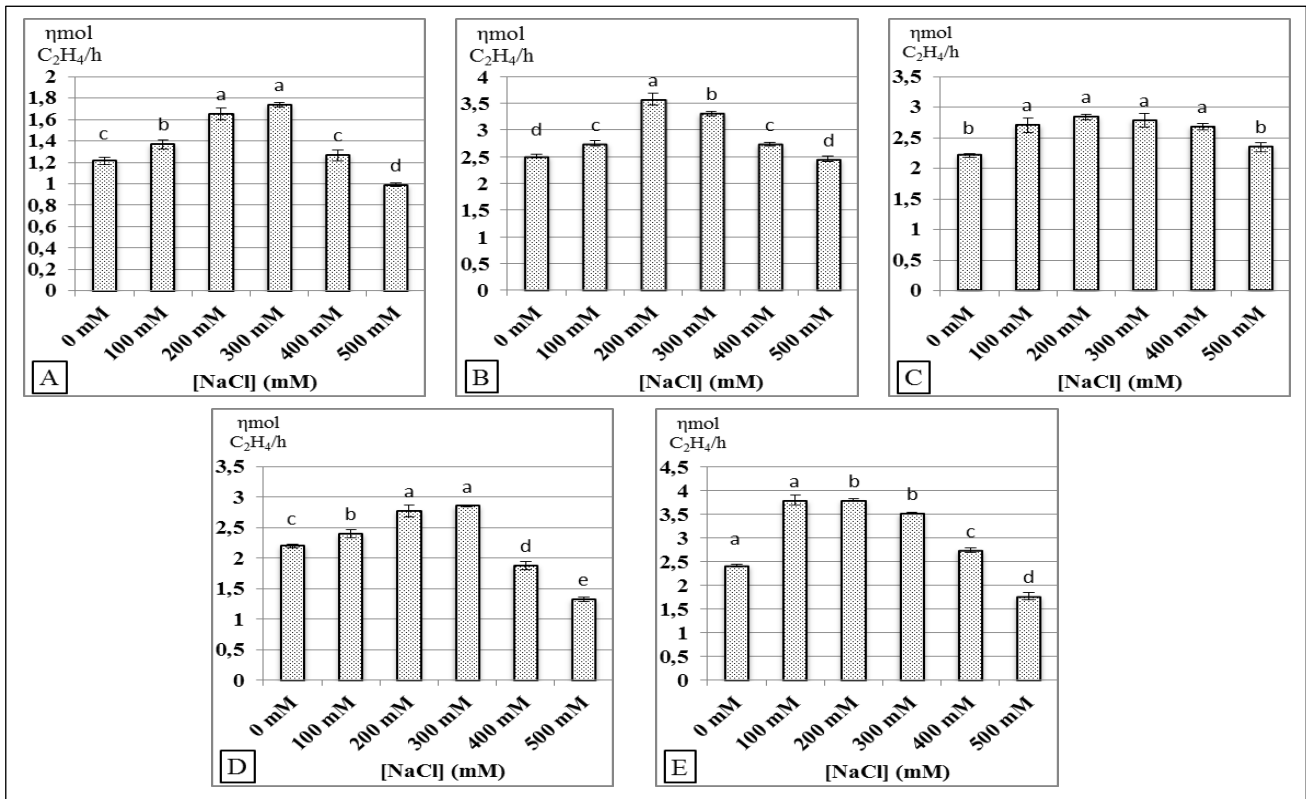 ηmol
C₂H₄/h
2
1,8
1,6
1,4
1,2
1
0,8
0,6
0,4
0,2
0
c
b
a
a
c
d
0 mM
100 mM
200 mM
300 mM
400 mM
500 mM
[NaCl] (mM)
A
ηmol
C₂H₄/h
4
3,5
3
2,5
2
1,5
1
0,5
0
d
c
a
b
c
d
0 mM
100 mM
200 mM
300 mM
400 mM
500 mM
[NaCl] (mM)
B
ηmol
C₂H₄/h
3,5
3
2,5
2
1,5
1
0,5
0
b
a
a
a
a
b
0 mM
100 mM
200 mM
300 mM
400 mM
500 mM
[NaCl] (mM)
C
ηmol
C₂H₄/h
3,5
3
2,5
2
1,5
1
0,5
0
c
b
a
a
d
e
0 mM
100 mM
200 mM
300 mM
400 mM
500 mM
[NaCl] (mM)
D
ηmol
C₂H₄/h
4,5
4
3,5
3
2,5
2
1,5
1
0,5
0
a
a
b
b
c
d
0 mM
100 mM
200 mM
300 mM
400 mM
500 mM
[NaCl] (mM)
E